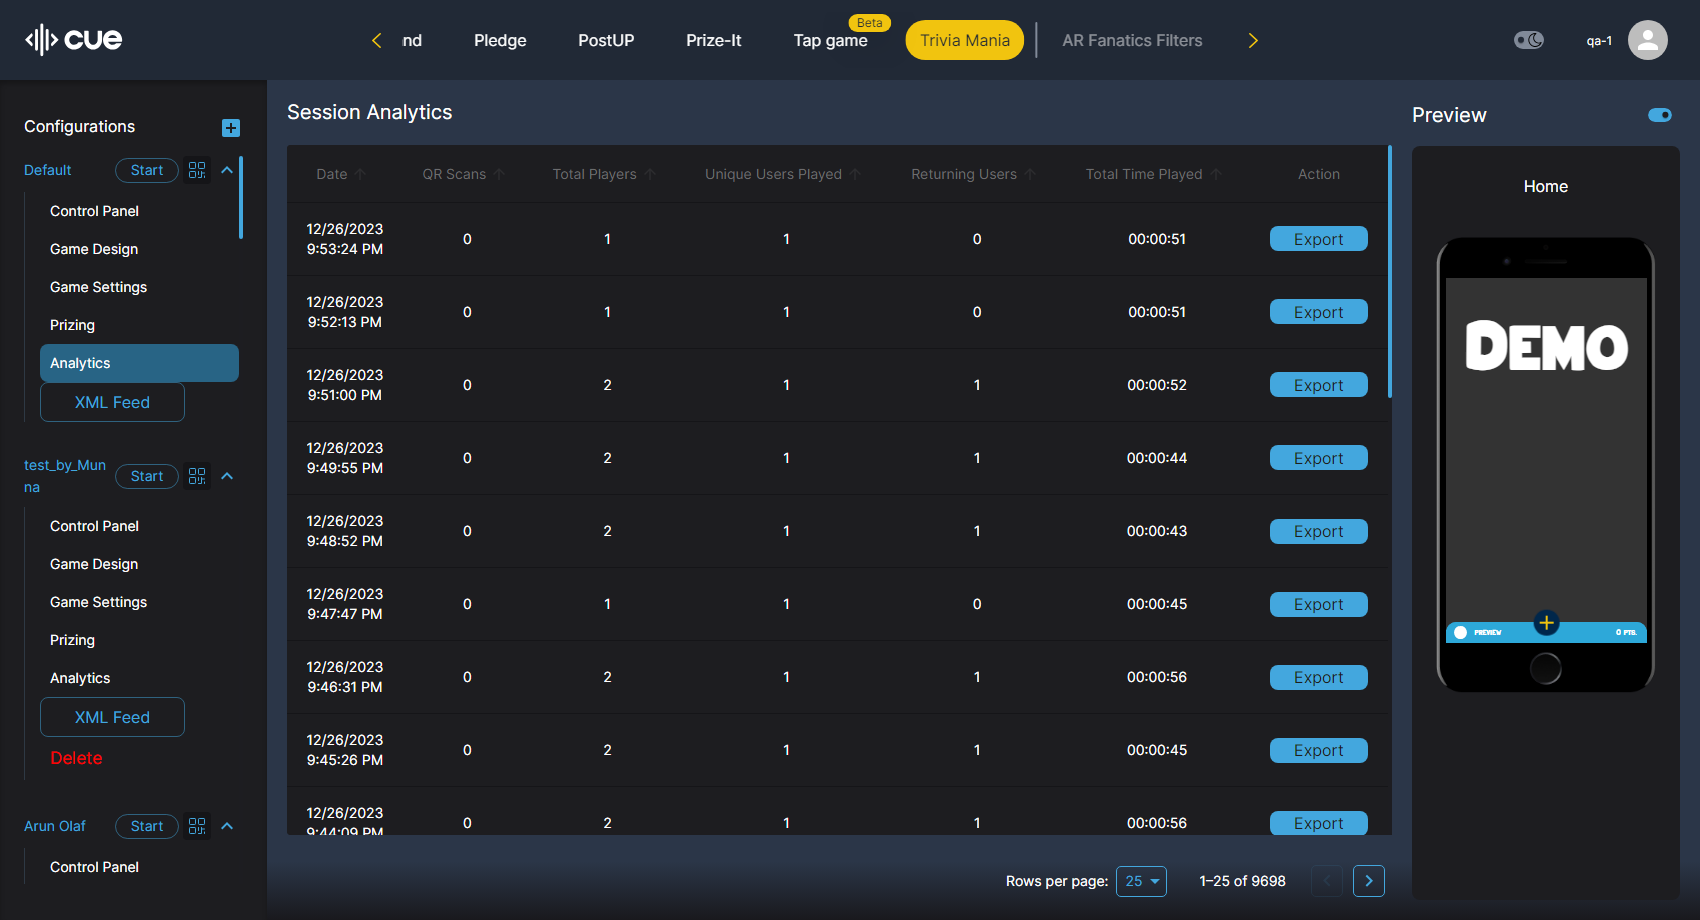 cue
nd
Pledge
PostUP
Prize-It
Tap game
Beta
Trivia Mania
AR Fanatics Filters
qa-1
Configurations
Default
Start
Control Panel
Game Design
Game Settings
Prizing
Analytics
XML Feed
test_by_Mun
na
Start
Control Panel
Game Design
Game Settings
Prizing
Analytics
XML Feed
Delete
Arun Olaf
Start
Control Panel
Session Analytics
Date QR Scans Total Players Unique Users Played Returning Users Total Time Played Action
12/26/2023
9:53:24 PM 0 1 1 0 00:00:51 Export
12/26/2023
9:52:13 PM 0 1 1 0 00:00:51 Export
12/26/2023
9:51:00 PM 0 2 1 1 00:00:52 Export
12/26/2023
9:49:55 PM 0 2 1 1 00:00:44 Export
12/26/2023
9:48:52 PM 0 2 1 1 00:00:43 Export
12/26/2023
9:47:47 PM 0 1 1 0 00:00:45 Export
12/26/2023
9:46:31 PM 0 2 1 1 00:00:56 Export
12/26/2023
9:45:26 PM 0 2 1 1 00:00:45 Export
12/26/2023
9:44:09 PM 0 2 1 1 00:00:56 Export
Rows per page: 25 1–25 of 9698
Preview
Home
DEMO
PREVIEW
0 PTS.